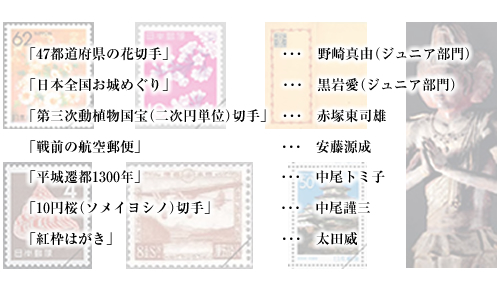 「47都道府県の花切手」 ･･･ 野崎真由（ジュニア部門）
「日本全国お城めぐり」 ･･･ 黒岩愛（ジュニア部門）
「第三次動植物国宝（二次円単位）切手」 ･･･ 赤塚東司雄
「戦前の航空郵便」 ･･･ 安藤源成
「平城遷都1300年」 ･･･ 中尾トミ子
「10円桜（ソメイヨシノ）切手」 ･･･ 中尾謹三
「紅枠はがき」 ･･･ 太田威
62
日本郵便